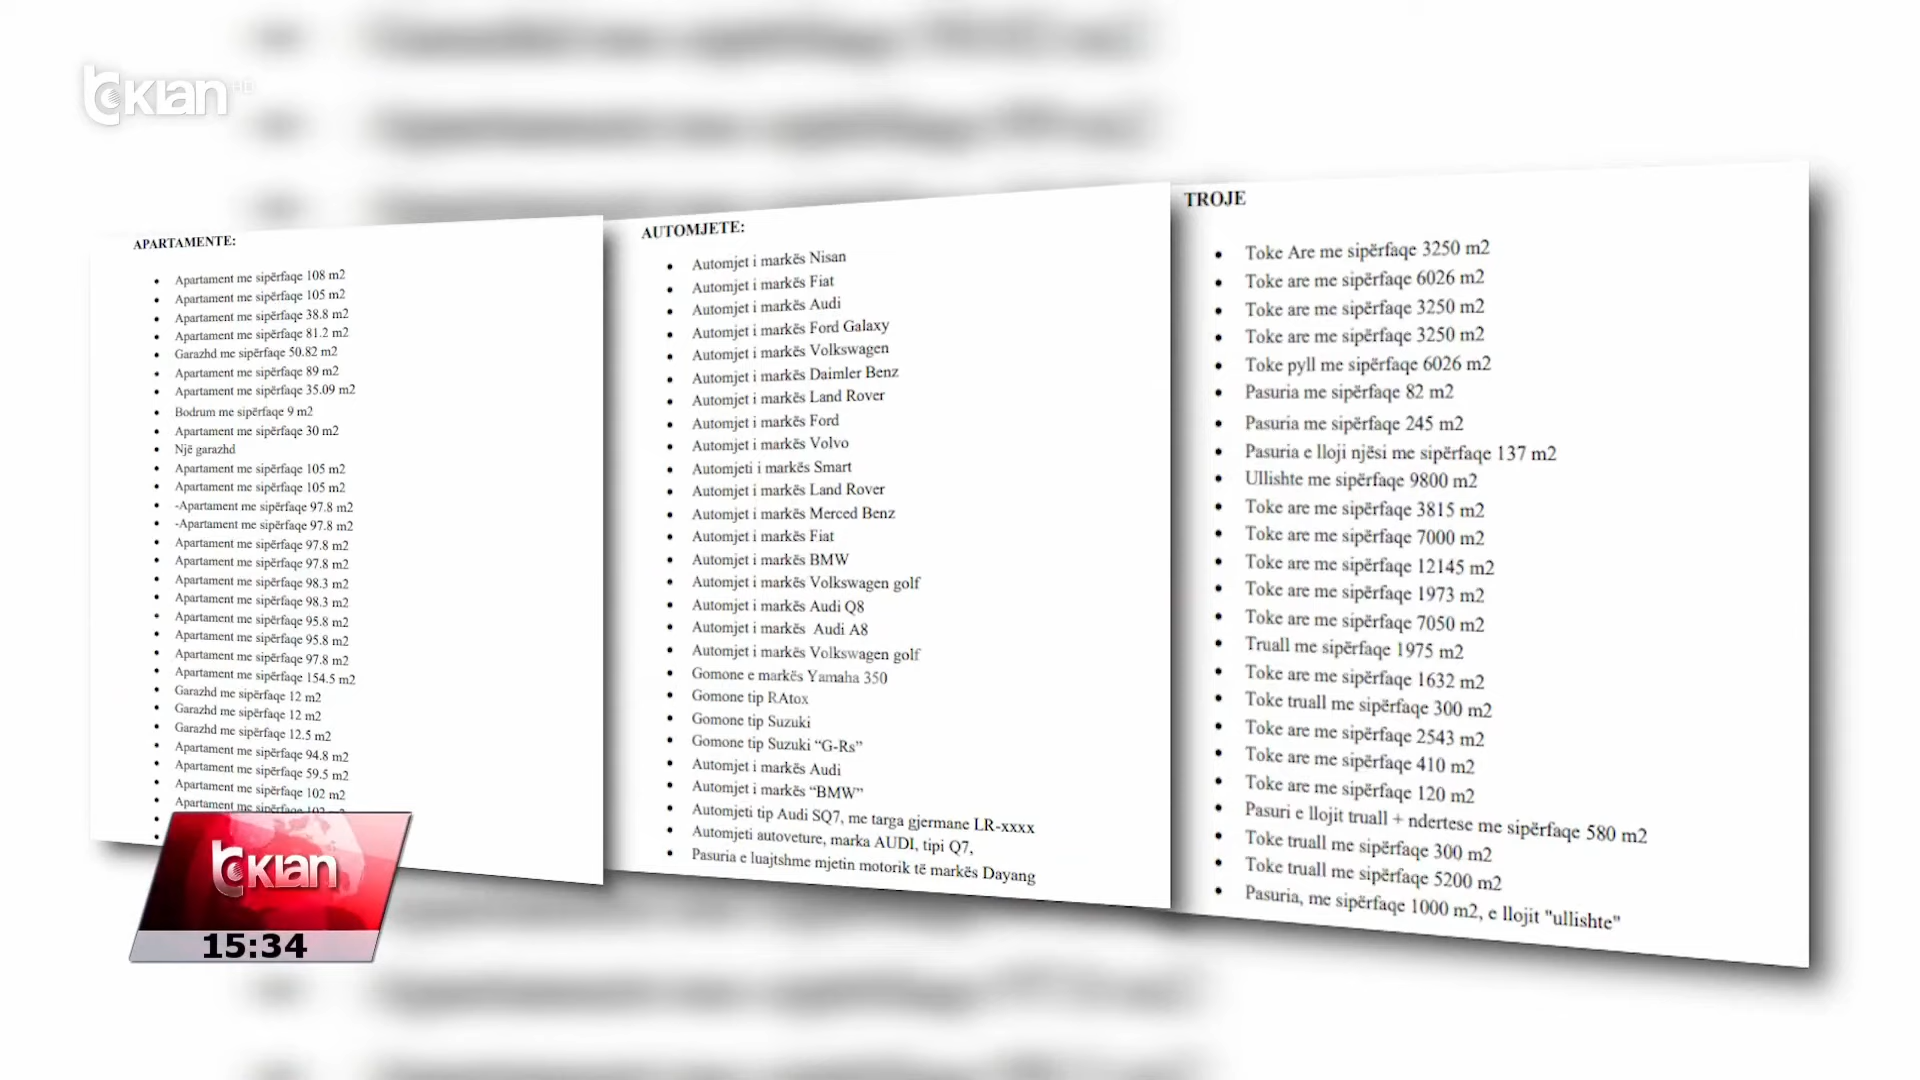 tv KLAN HD
APARTAMENTE:
Apartament me sipërfaqe 108 m2
Apartament me sipërfaqe 105 m2
Apartament me sipërfaqe 38.8 m2
Apartament me sipërfaqe 81.2 m2
Garazhd me sipërfaqe 50.82 m2
Apartament me sipërfaqe 89 m2
Apartament me sipërfaqe 35.09 m2
Bodrum me sipërfaqe 9 m2
Apartament me sipërfaqe 30 m2
Një garazhd
Apartament me sipërfaqe 105 m2
Apartament me sipërfaqe 105 m2
-Apartament me sipërfaqe 97.8 m2
-Apartament me sipërfaqe 97.8 m2
Apartament me sipërfaqe 97.8 m2
Apartament me sipërfaqe 97.8 m2
Apartament me sipërfaqe 98.3 m2
Apartament me sipërfaqe 98.3 m2
Apartament me sipërfaqe 95.8 m2
Apartament me sipërfaqe 95.8 m2
Apartament me sipërfaqe 97.8 m2
Apartament me sipërfaqe 154.5 m2
Garazhd me sipërfaqe 12 m2
Garazhd me sipërfaqe 12 m2
Garazhd me sipërfaqe 12.5 m2
Apartament me sipërfaqe 94.8 m2
Apartament me sipërfaqe 59.5 m2
Apartament me sipërfaqe 102 m2
Apartament me sipërfaqe
AUTOMJETE:
Automjet i markës Nisan
Automjet i markës Fiat
Automjet i markës Audi
Automjet i markës Ford Galaxy
Automjet i markës Volkswagen
Automjet i markës Daimler Benz
Automjet i markës Land Rover
Automjet i markës Ford
Automjet i markës Volvo
Automjeti i markës Smart
Automjet i markës Land Rover
Automjet i markës Merced Benz
Automjet i markës Fiat
Automjet i markës BMW
Automjet i markës Volkswagen golf
Automjet i markës Audi Q8
Automjet i markës Audi A8
Automjet i markës Volkswagen golf
Gomone e markës Yamaha 350
Gomone tip RAtox
Gomone tip Suzuki
Gomone tip Suzuki “G-Rs”
Automjet i markës Audi
Automjet i markës “BMW”
Automjeti tip Audi SQ7, me targa gjermane LR-xxxx
Automjeti autoveture, marka AUDI, tipi Q7,
Pasuria e luajtshme mjetin motorik të markës Dayang
TROJE
Toke Are me sipërfaqe 3250 m2
Toke are me sipërfaqe 6026 m2
Toke are me sipërfaqe 3250 m2
Toke are me sipërfaqe 3250 m2
Toke pyll me sipërfaqe 6026 m2
Pasuria me sipërfaqe 82 m2
Pasuria me sipërfaqe 245 m2
Pasuria e lloji njësi me sipërfaqe 137 m2
Ullishte me sipërfaqe 9800 m2
Toke are me sipërfaqe 3815 m2
Toke are me sipërfaqe 7000 m2
Toke are me sipërfaqe 12145 m2
Toke are me sipërfaqe 1973 m2
Toke are me sipërfaqe 7050 m2
Truall me sipërfaqe 1975 m2
Toke are me sipërfaqe 1632 m2
Toke truall me sipërfaqe 300 m2
Toke are me sipërfaqe 2543 m2
Toke are me sipërfaqe 410 m2
Toke are me sipërfaqe 120 m2
Pasuri e llojit truall + ndertese me sipërfaqe 580 m2
Toke truall me sipërfaqe 300 m2
Toke truall me sipërfaqe 5200 m2
Pasuria, me sipërfaqe 1000 m2, e llojit "ullishte"
tv KLAN
15:34